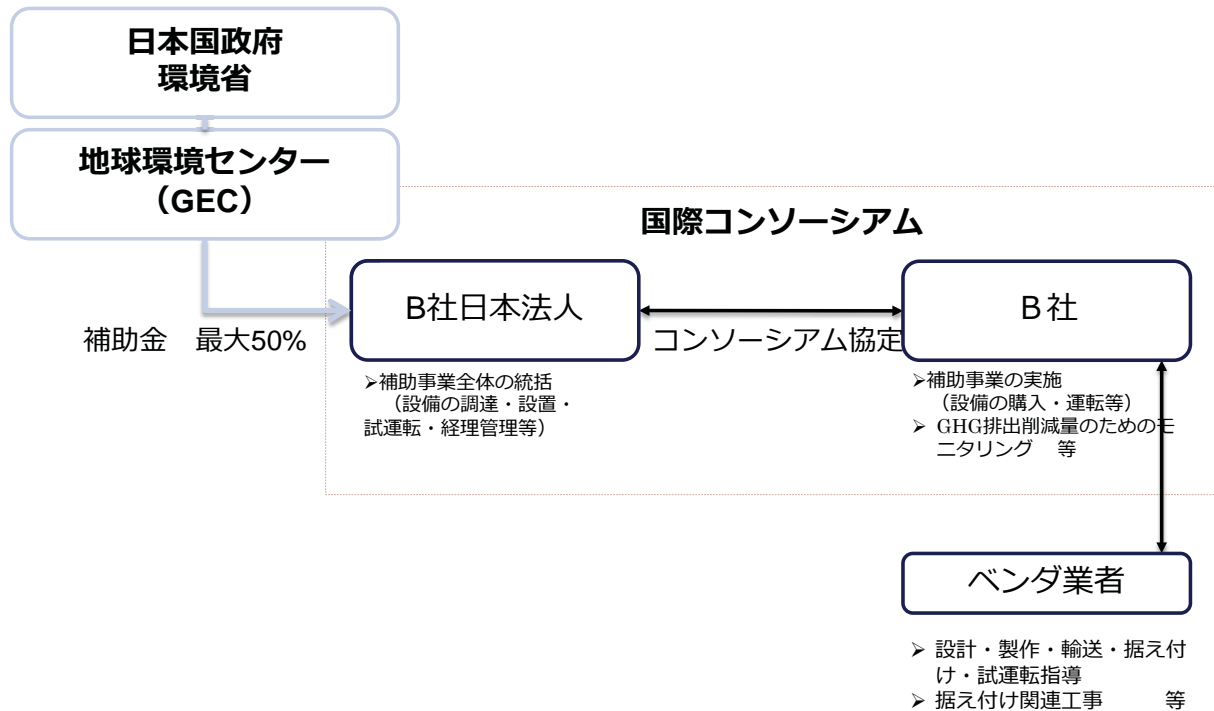 日本国政府
環境省
地球環境センター
（GEC）
国際コンソーシアム
B社日本法人
B社
補助金　最大50%
コンソーシアム協定
➢補助事業全体の統括
（設備の調達・設置・
試運転・経理管理等）
➢補助事業の実施
（設備の購入・運転等）
➢ GHG排出削減量のためのモ
ニタリング　等
ベンダ業者
➢ 設計・製作・輸送・据え付
け・試運転指導
➢ 据え付け関連工事　　等